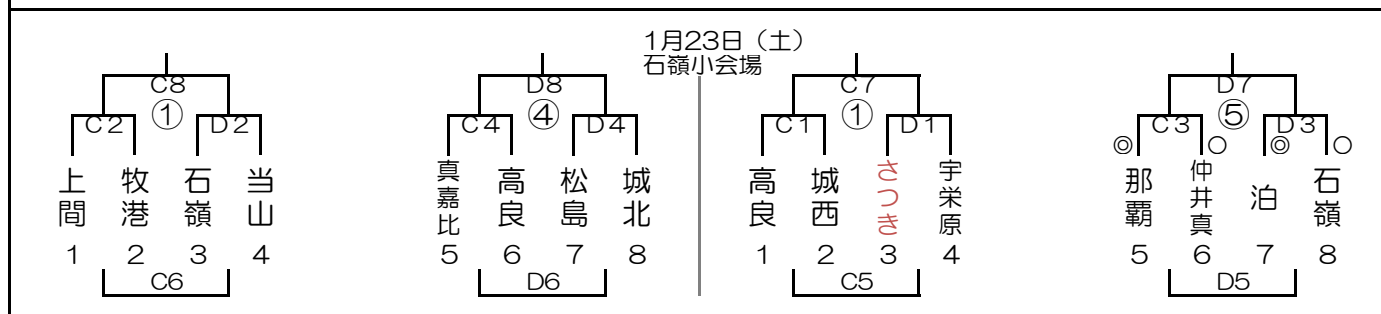 1月23日（土）
石嶺小会場
C8 D8 C7 D7
① ④ ① ⑤
C2 D2 C4 D4 C1 D1 C3 D3
◎ ○ ◎ ○
上間 牧港 石嶺 当山 真嘉比 高良 松島 城北 高良 城西 さつき 宇栄原 那覇 仲井真 泊 石嶺
1 2 3 4 5 6 7 8 1 2 3 4 5 6 7 8
C6 D6 C5 D5